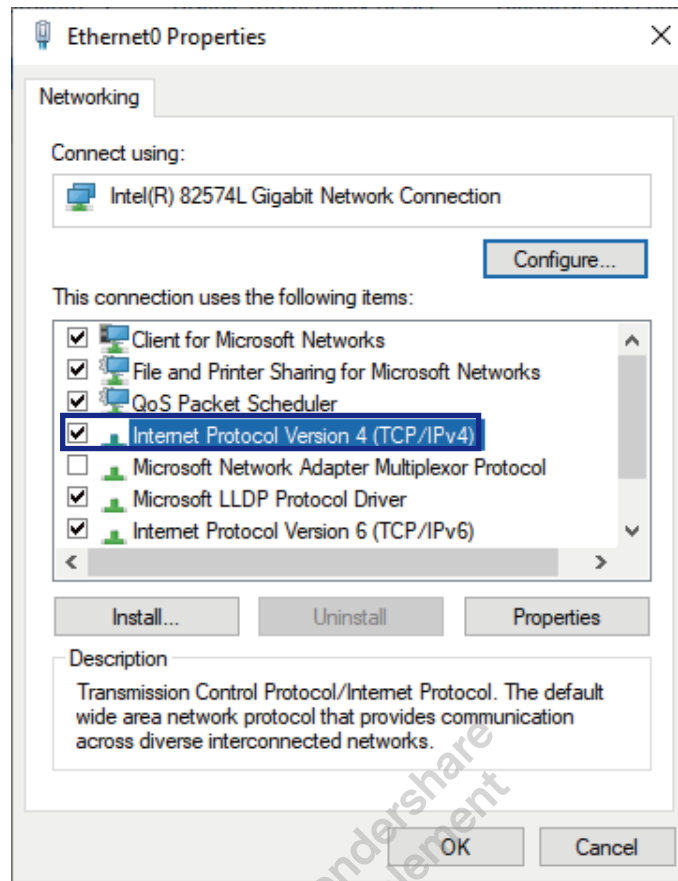 Ethernet0 Properties
Networking
Connect using:
Intel(R) 82574L Gigabit Network Connection
Configure...
This connection uses the following items:
Client for Microsoft Networks
File and Printer Sharing for Microsoft Networks
QoS Packet Scheduler
Internet Protocol Version 4 (TCP/IPv4)
Microsoft Network Adapter Multiplexor Protocol
Microsoft LLDP Protocol Driver
Internet Protocol Version 6 (TCP/IPv6)
Install...
Uninstall
Properties
Description
Transmission Control Protocol/Internet Protocol. The default
wide area network protocol that provides communication
across diverse interconnected networks.
OK
Cancel